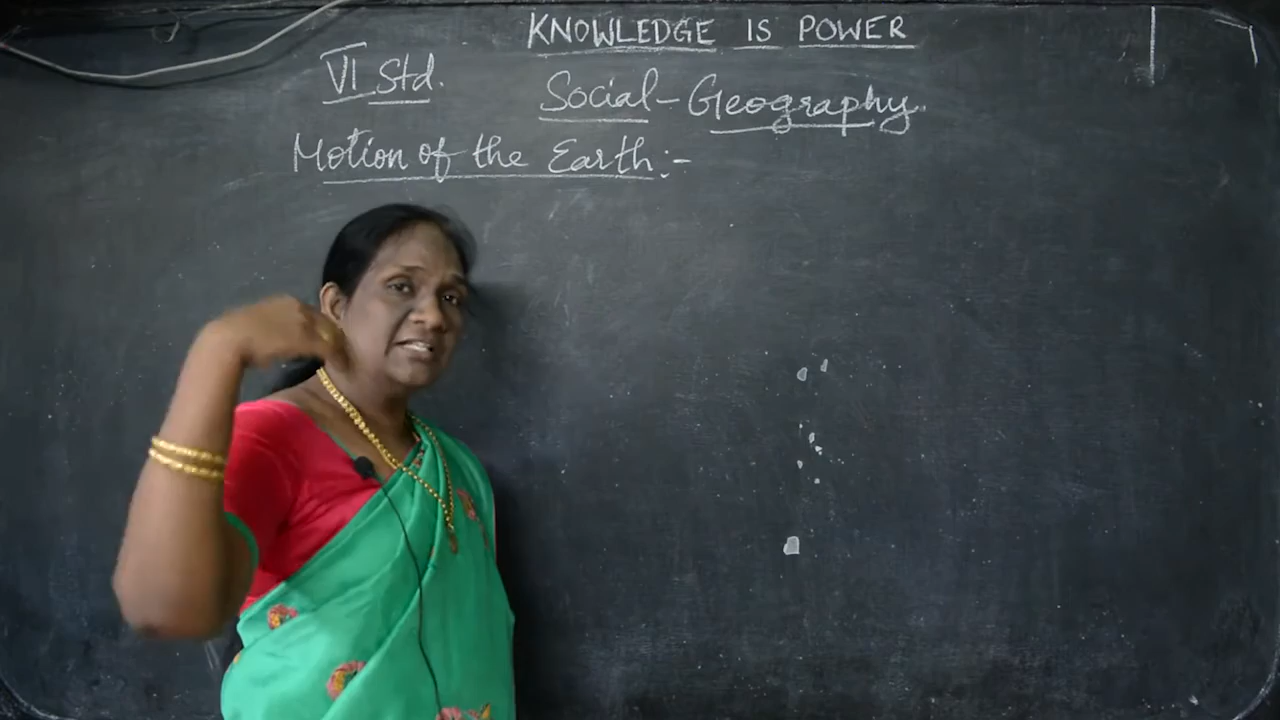 KNOWLEDGE IS POWER
VI Std. Social - Geography.
Motion of the Earth :-